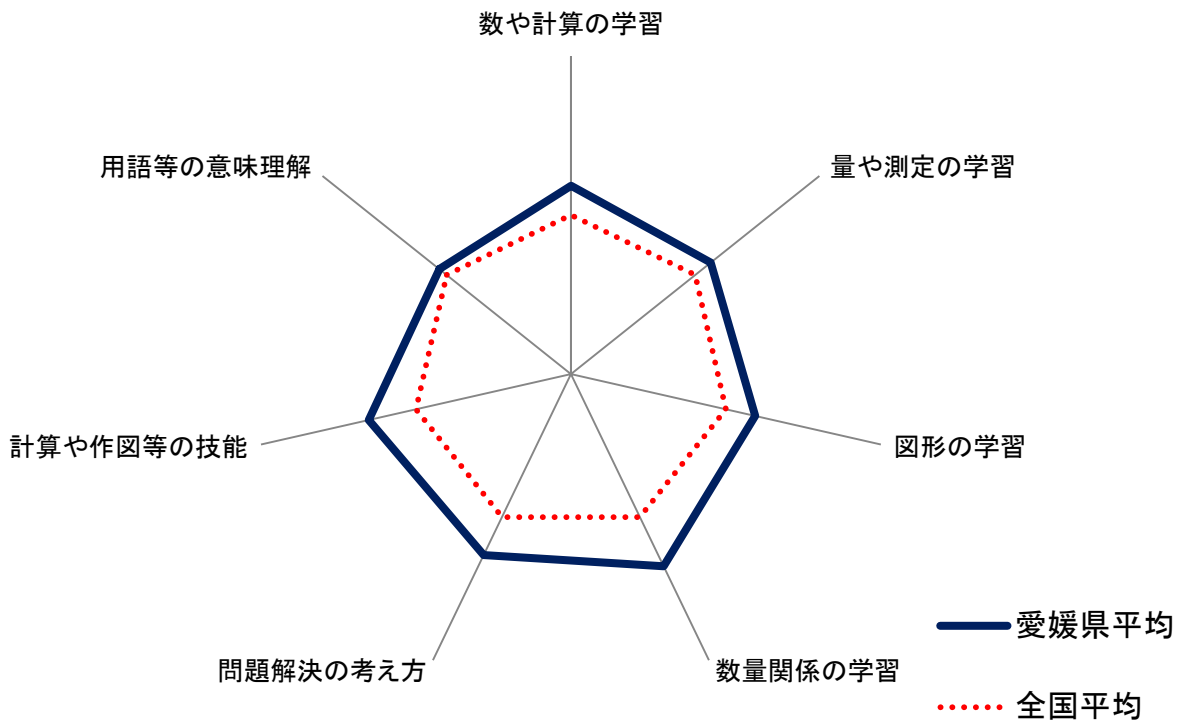 数や計算の学習
用語等の意味理解
量や測定の学習
計算や作図等の技能
図形の学習
問題解決の考え方
数量関係の学習
愛媛県平均
全国平均